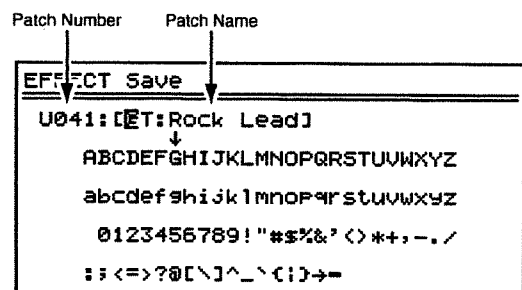 Patch Number Patch Name
EFFECT Save
U041:[ET:Rock Lead]
↓
ABCDEFGHIJKLMNOPQRSTUVWXYZ
abcdefghijklmnopqrstuvwxyz
0123456789!"#$%&'()*+,-./
:;<=>?@[\]^_`{|}→←